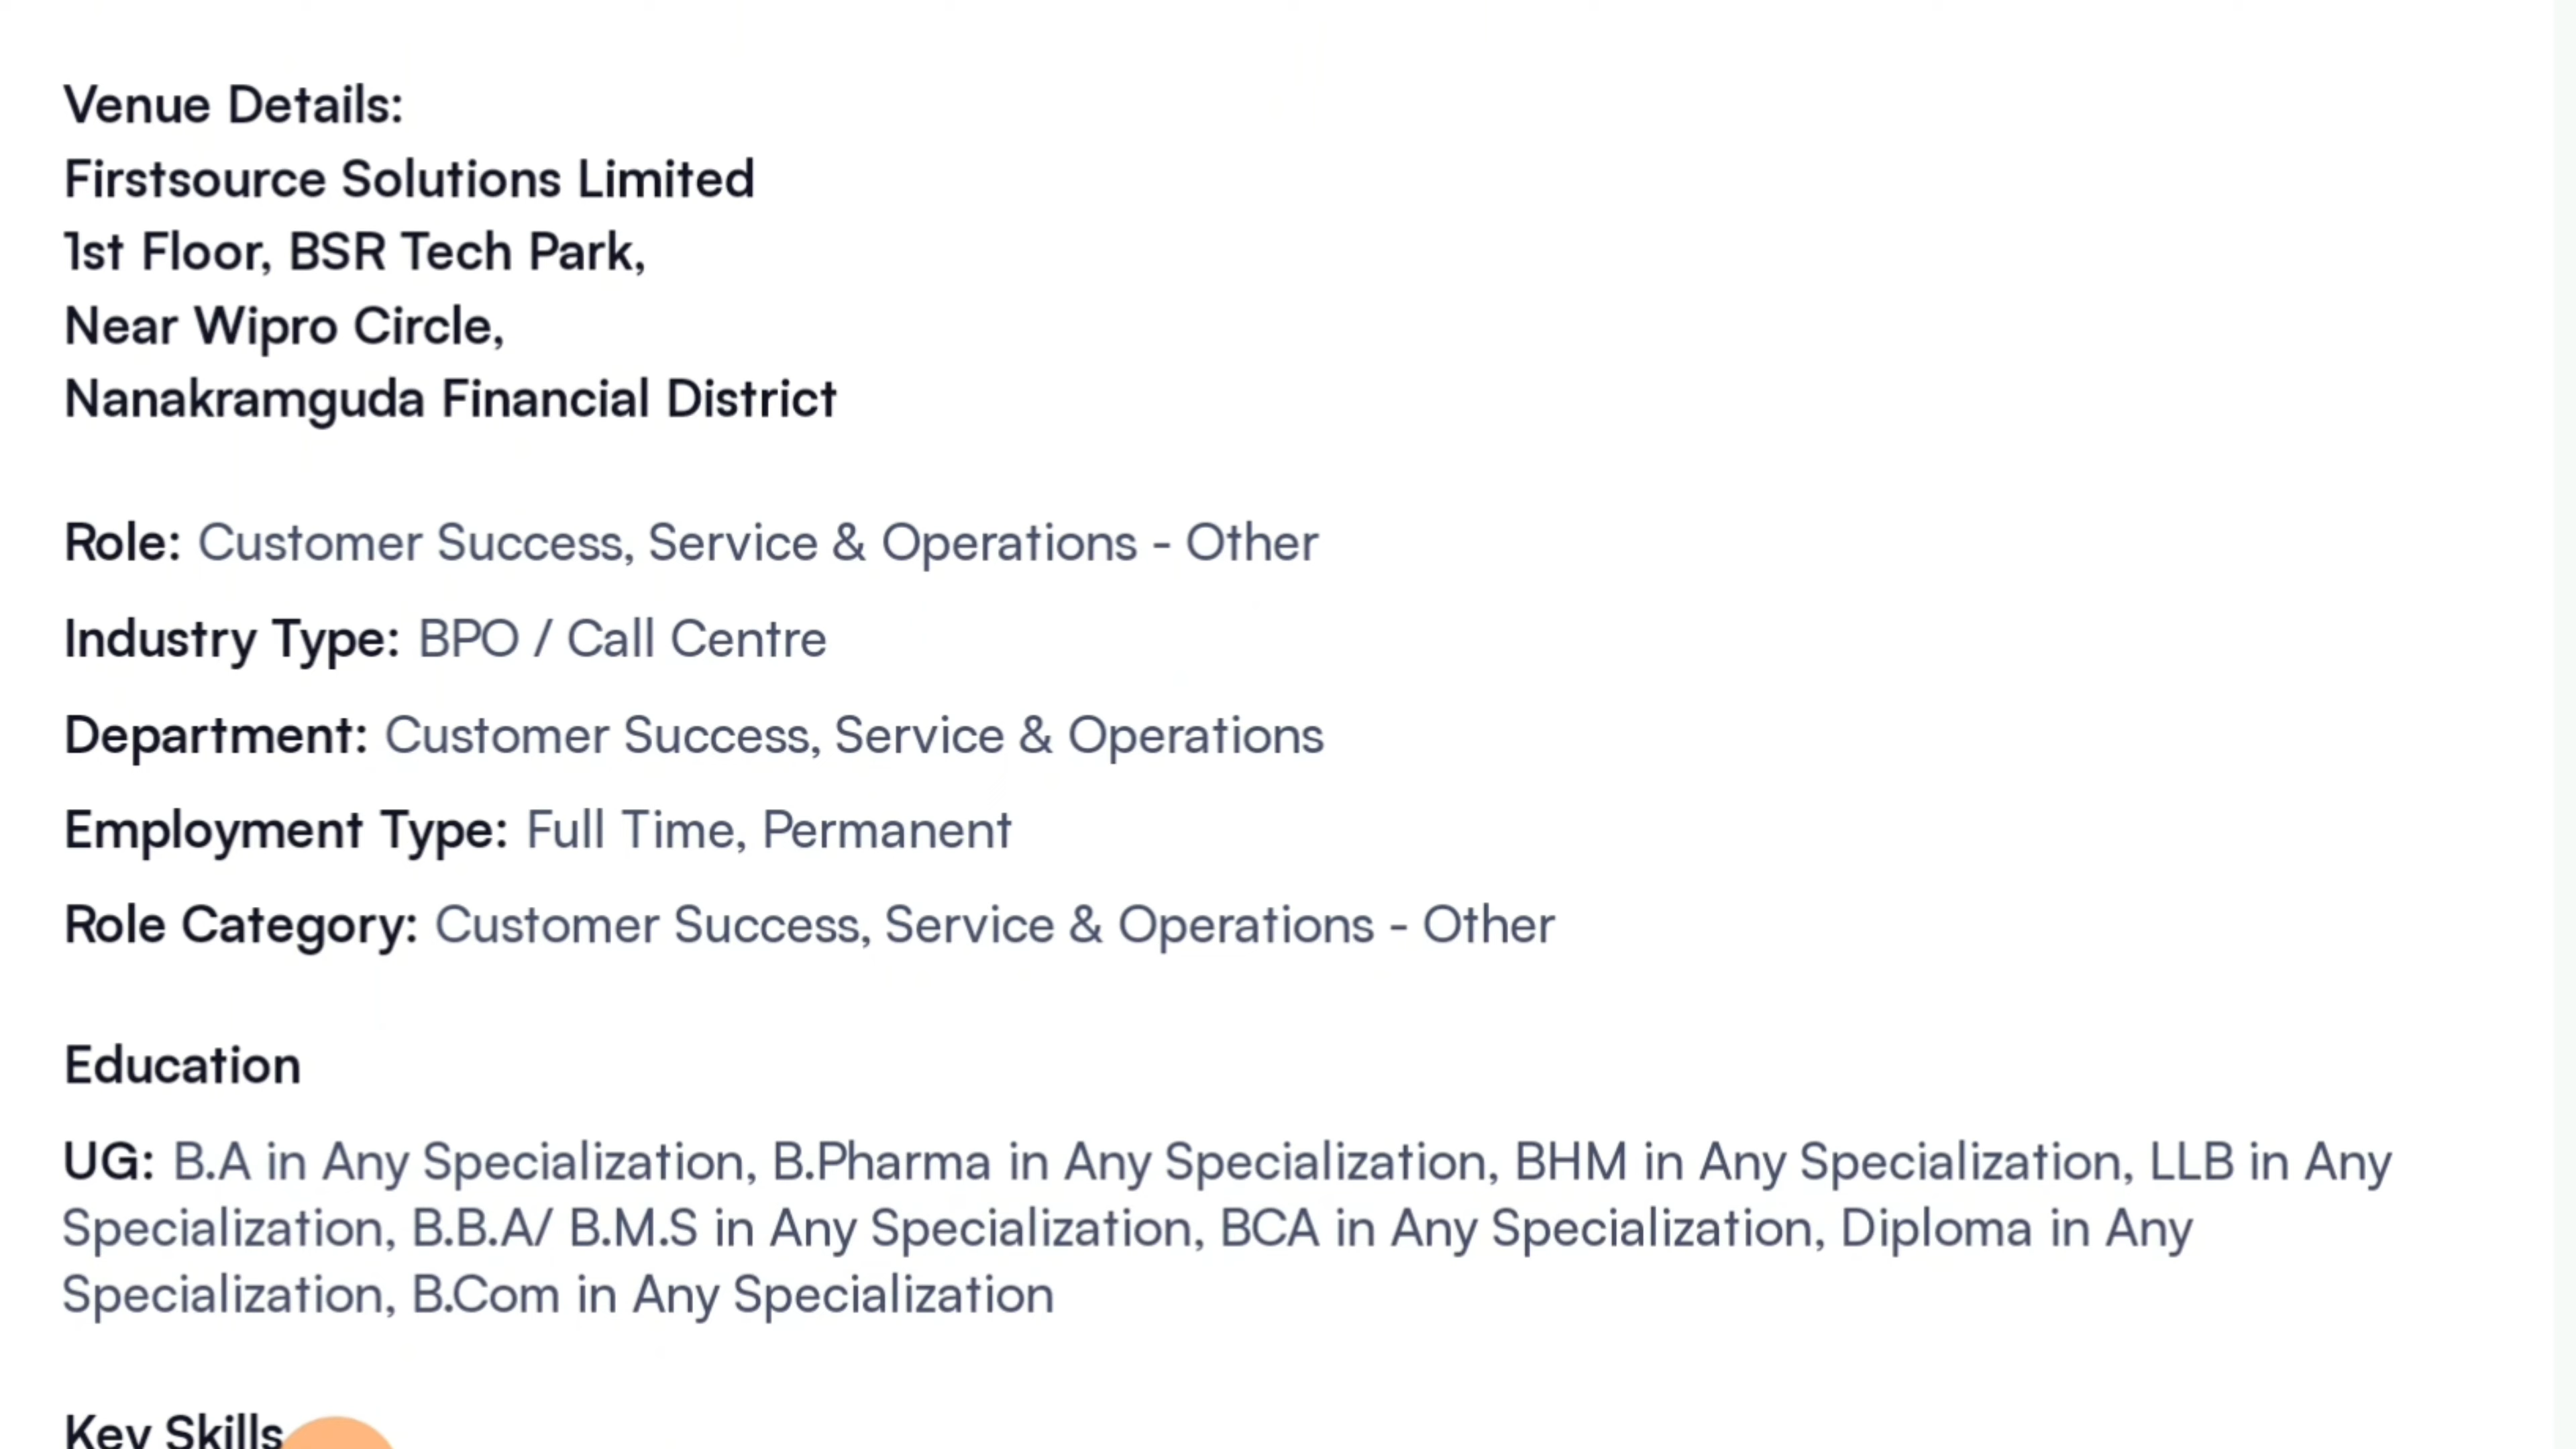 Venue Details:
Firstsource Solutions Limited
1st Floor, BSR Tech Park,
Near Wipro Circle,
Nanakramguda Financial District
Role: Customer Success, Service & Operations - Other
Industry Type: BPO / Call Centre
Department: Customer Success, Service & Operations
Employment Type: Full Time, Permanent
Role Category: Customer Success, Service & Operations - Other
Education
UG: B.A in Any Specialization, B.Pharma in Any Specialization, BHM in Any Specialization, LLB in Any
Specialization, B.B.A/ B.M.S in Any Specialization, BCA in Any Specialization, Diploma in Any
Specialization, B.Com in Any Specialization
Key Skills